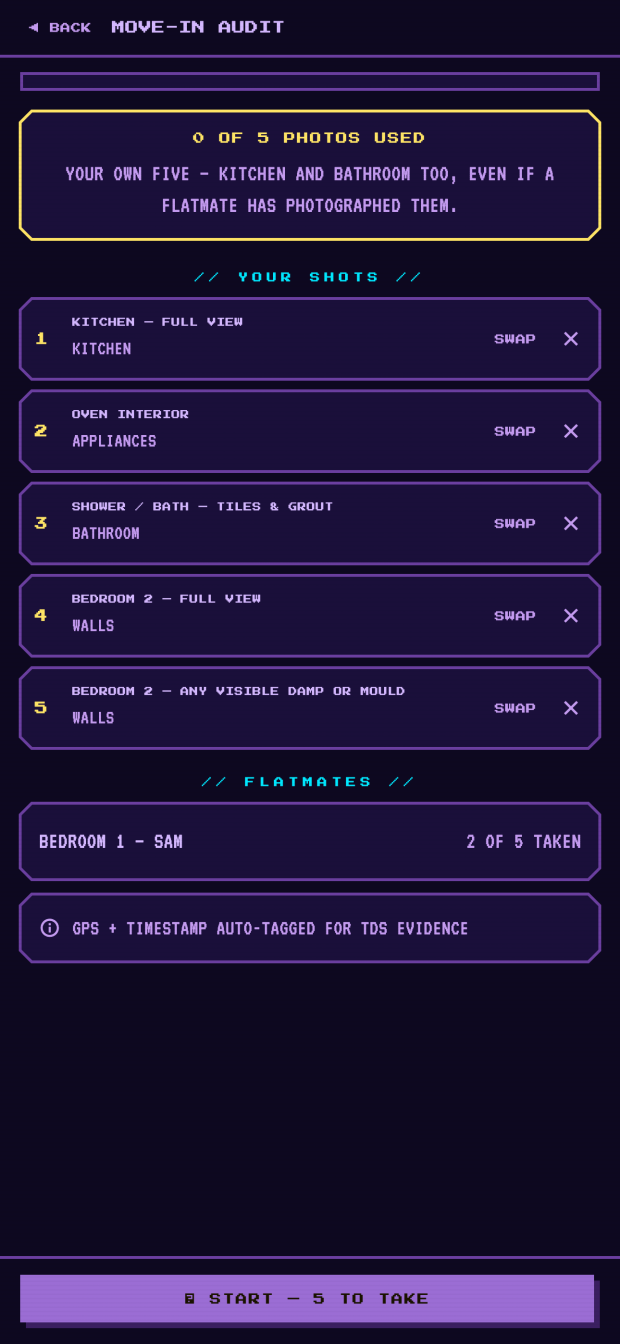 ◀ BACK MOVE-IN AUDIT
0 OF 5 PHOTOS USED
YOUR OWN FIVE – KITCHEN AND BATHROOM TOO, EVEN IF A
FLATMATE HAS PHOTOGRAPHED THEM.
// YOUR SHOTS //
1
KITCHEN — FULL VIEW
KITCHEN
SWAP ✕
2
OVEN INTERIOR
APPLIANCES
SWAP ✕
3
SHOWER / BATH — TILES & GROUT
BATHROOM
SWAP ✕
4
BEDROOM 2 — FULL VIEW
WALLS
SWAP ✕
5
BEDROOM 2 — ANY VISIBLE DAMP OR MOULD
WALLS
SWAP ✕
// FLATMATES //
BEDROOM 1 – SAM 2 OF 5 TAKEN
GPS + TIMESTAMP AUTO-TAGGED FOR TDS EVIDENCE
START — 5 TO TAKE